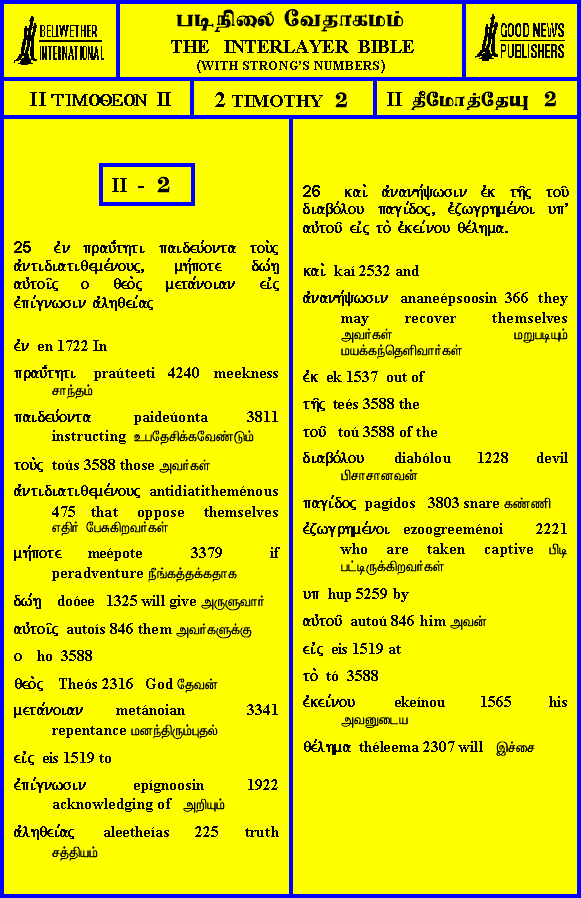 BELLWETHER
INTERNATIONAL
படிநிலை வேதாகமம்
THE INTERLAYER BIBLE
(WITH STRONG'S NUMBERS)
GOOD NEWS
PUBLISHERS
II ΤΙΜΟΘΕΟΝ II
2 TIMOTHY 2
II தீமோத்தேயு 2
II - 2
25 ἐν πραΰτητι παιδεύοντα τοὺς
ἀντιδιατιθεμένους, μήποτε δώῃ
αὐτοῖς ο θεὸς μετάνοιαν εἰς
ἐπίγνωσιν ἀληθείας
ἐν en 1722 In
πραΰτητι praúteeti 4240 meekness
சாந்தம்
παιδεύοντα paideúonta 3811
instructing உபதேசிக்கவேண்டும்
τοὺς toús 3588 those அவர்கள்
ἀντιδιατιθεμένους antidiatitheménous
475 that oppose themselves
எதிர் பேசுகிறவர்கள்
μήποτε meépote 3379 if
peradventure நீங்கத்தக்கதாக
δώῃ doóee 1325 will give அருளுவார்
αὐτοῖς autoís 846 them அவர்களுக்கு
ο ho 3588
θεὸς Theós 2316 God தேவன்
μετάνοιαν metánoian 3341
repentance மனந்திரும்புதல்
εἰς eis 1519 to
ἐπίγνωσιν epígnoosin 1922
acknowledging of அறியும்
ἀληθείας aleetheías 225 truth
சத்தியம்
26 καὶ ἀνανήψωσιν ἐκ τῆς τοῦ
διαβόλου παγίδος, ἐζωγρημένοι υπ'
αὐτοῦ εἰς τὸ ἐκείνου θέλημα.
καὶ kaí 2532 and
ἀνανήψωσιν ananeépsoosin 366 they
may recover themselves
அவர்கள் மறுபடியும்
மயக்கந்தெளிவார்கள்
ἐκ ek 1537 out of
τῆς teés 3588 the
τοῦ toú 3588 of the
διαβόλου diabólou 1228 devil
பிசாசானவன்
παγίδος pagídos 3803 snare கண்ணி
ἐζωγρημένοι ezoogreeménoi 2221
who are taken captive பிடி
பட்டிருக்கிறவர்கள்
υπ hup 5259 by
αὐτοῦ autoú 846 him அவன்
εἰς eis 1519 at
τὸ tó 3588
ἐκείνου ekeínou 1565 his
அவனுடைய
θέλημα théleema 2307 will இச்சை